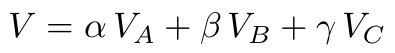 V = α V_A + β V_B + γ V_C